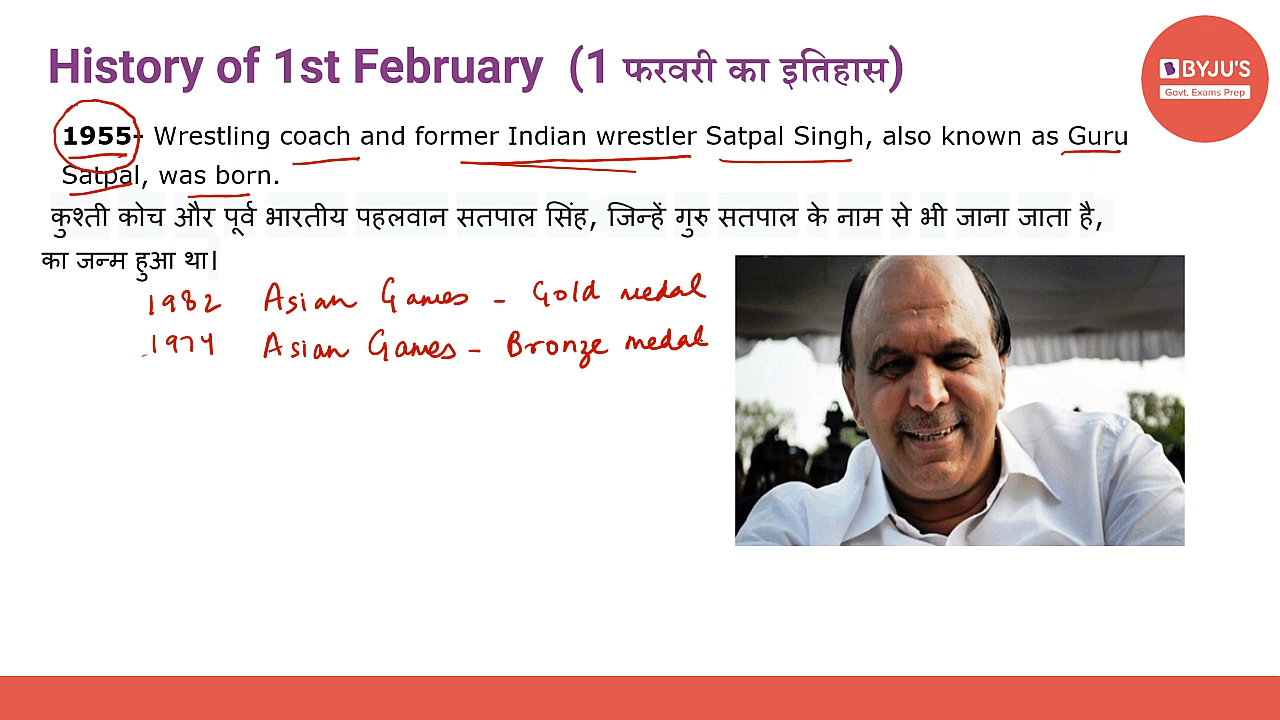 History of 1st February (1 फरवरी का इतिहास)
BYJU'S
Govt. Exams Prep
1955- Wrestling coach and former Indian wrestler Satpal Singh, also known as Guru
Satpal, was born.
कुश्ती कोच और पूर्व भारतीय पहलवान सतपाल सिंह, जिन्हें गुरु सतपाल के नाम से भी जाना जाता है,
का जन्म हुआ था|
1982 Asian Games - Gold medal
1974 Asian Games - Bronze medal